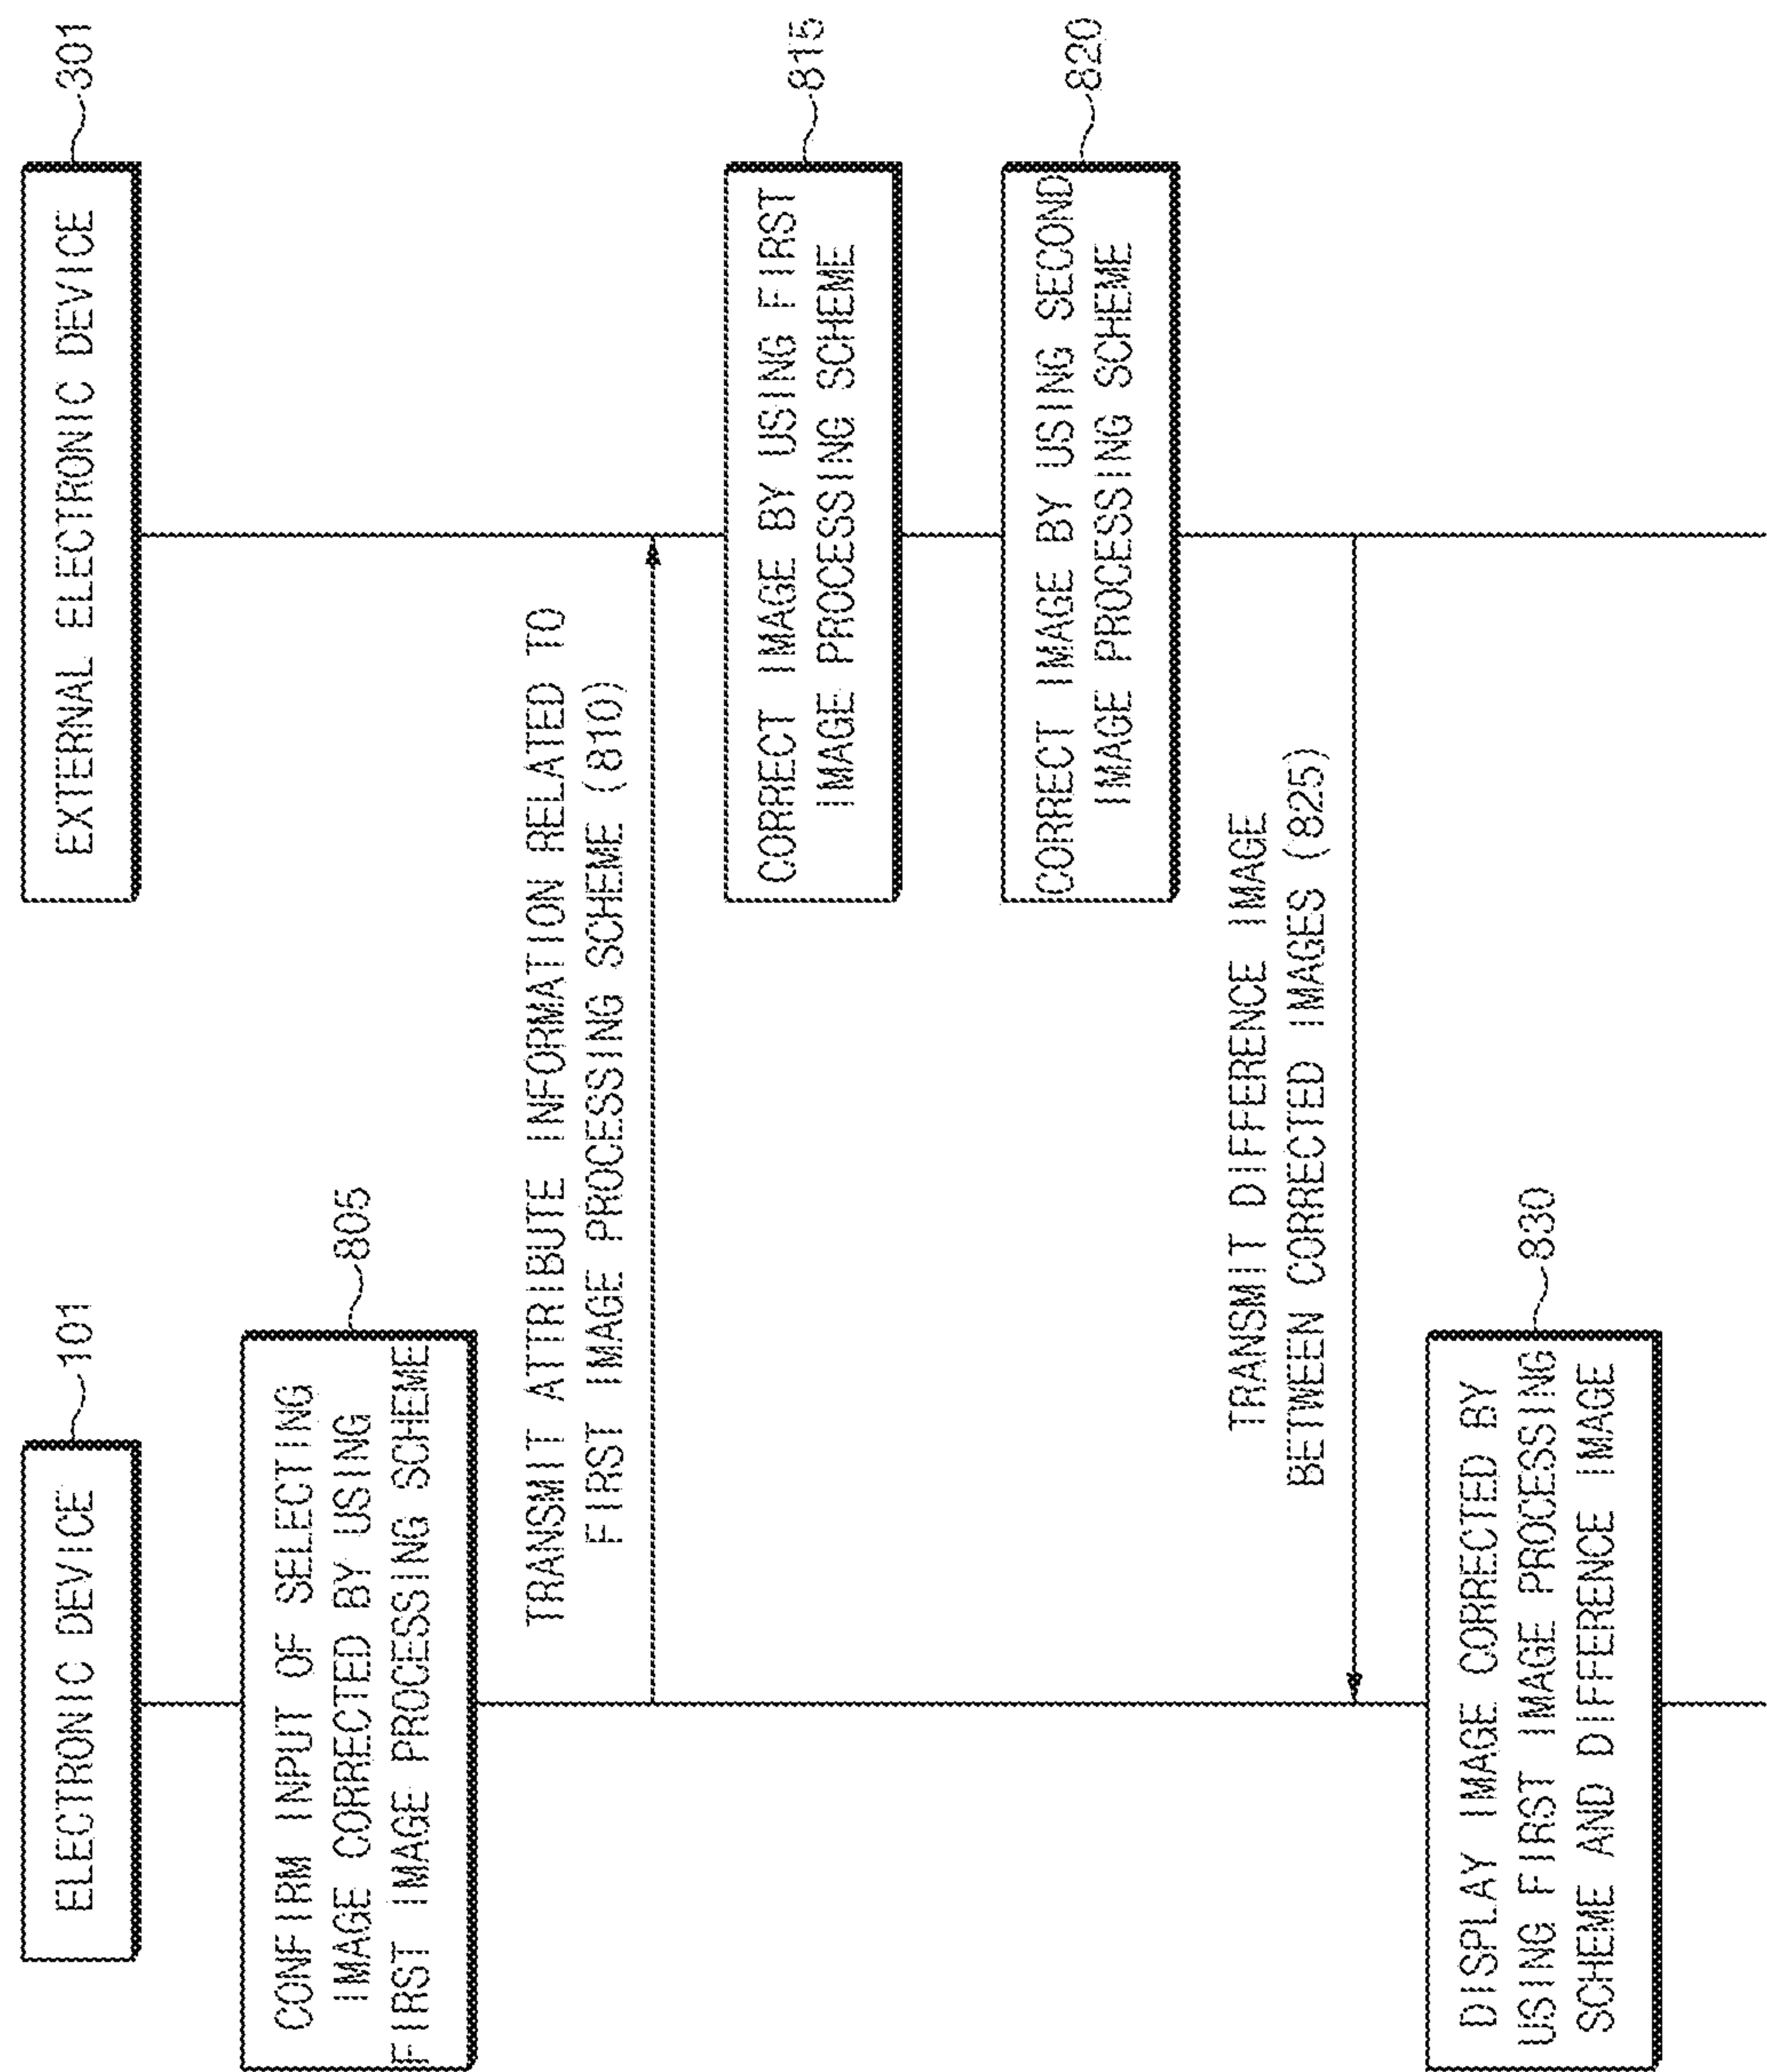 ELECTRONIC DEVICE
101
EXTERNAL ELECTRONIC DEVICE
301
CONFIRM INPUT OF SELECTING
IMAGE CORRECTED BY USING
FIRST IMAGE PROCESSING SCHEME
805
TRANSMIT ATTRIBUTE INFORMATION RELATED TO
FIRST IMAGE PROCESSING SCHEME (810)
CORRECT IMAGE BY USING FIRST
IMAGE PROCESSING SCHEME
815
CORRECT IMAGE BY USING SECOND
IMAGE PROCESSING SCHEME
820
TRANSMIT DIFFERENCE IMAGE
BETWEEN CORRECTED IMAGES (825)
DISPLAY IMAGE CORRECTED BY
USING FIRST IMAGE PROCESSING
SCHEME AND DIFFERENCE IMAGE
830